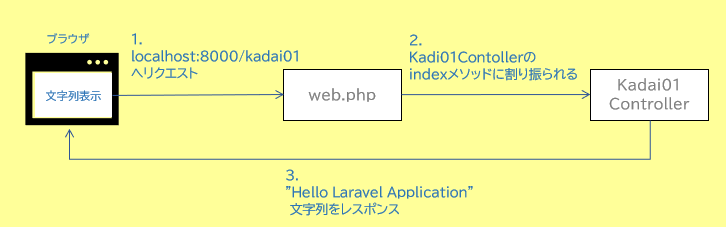 ブラウザ
文字列表示
1.
localhost:8000/kadai01
へリクエスト
web.php
2.
Kadi01Contollerの
indexメソッドに割り振られる
Kadai01
Controller
3.
”Hello Laravel Application”
文字列をレスポンス